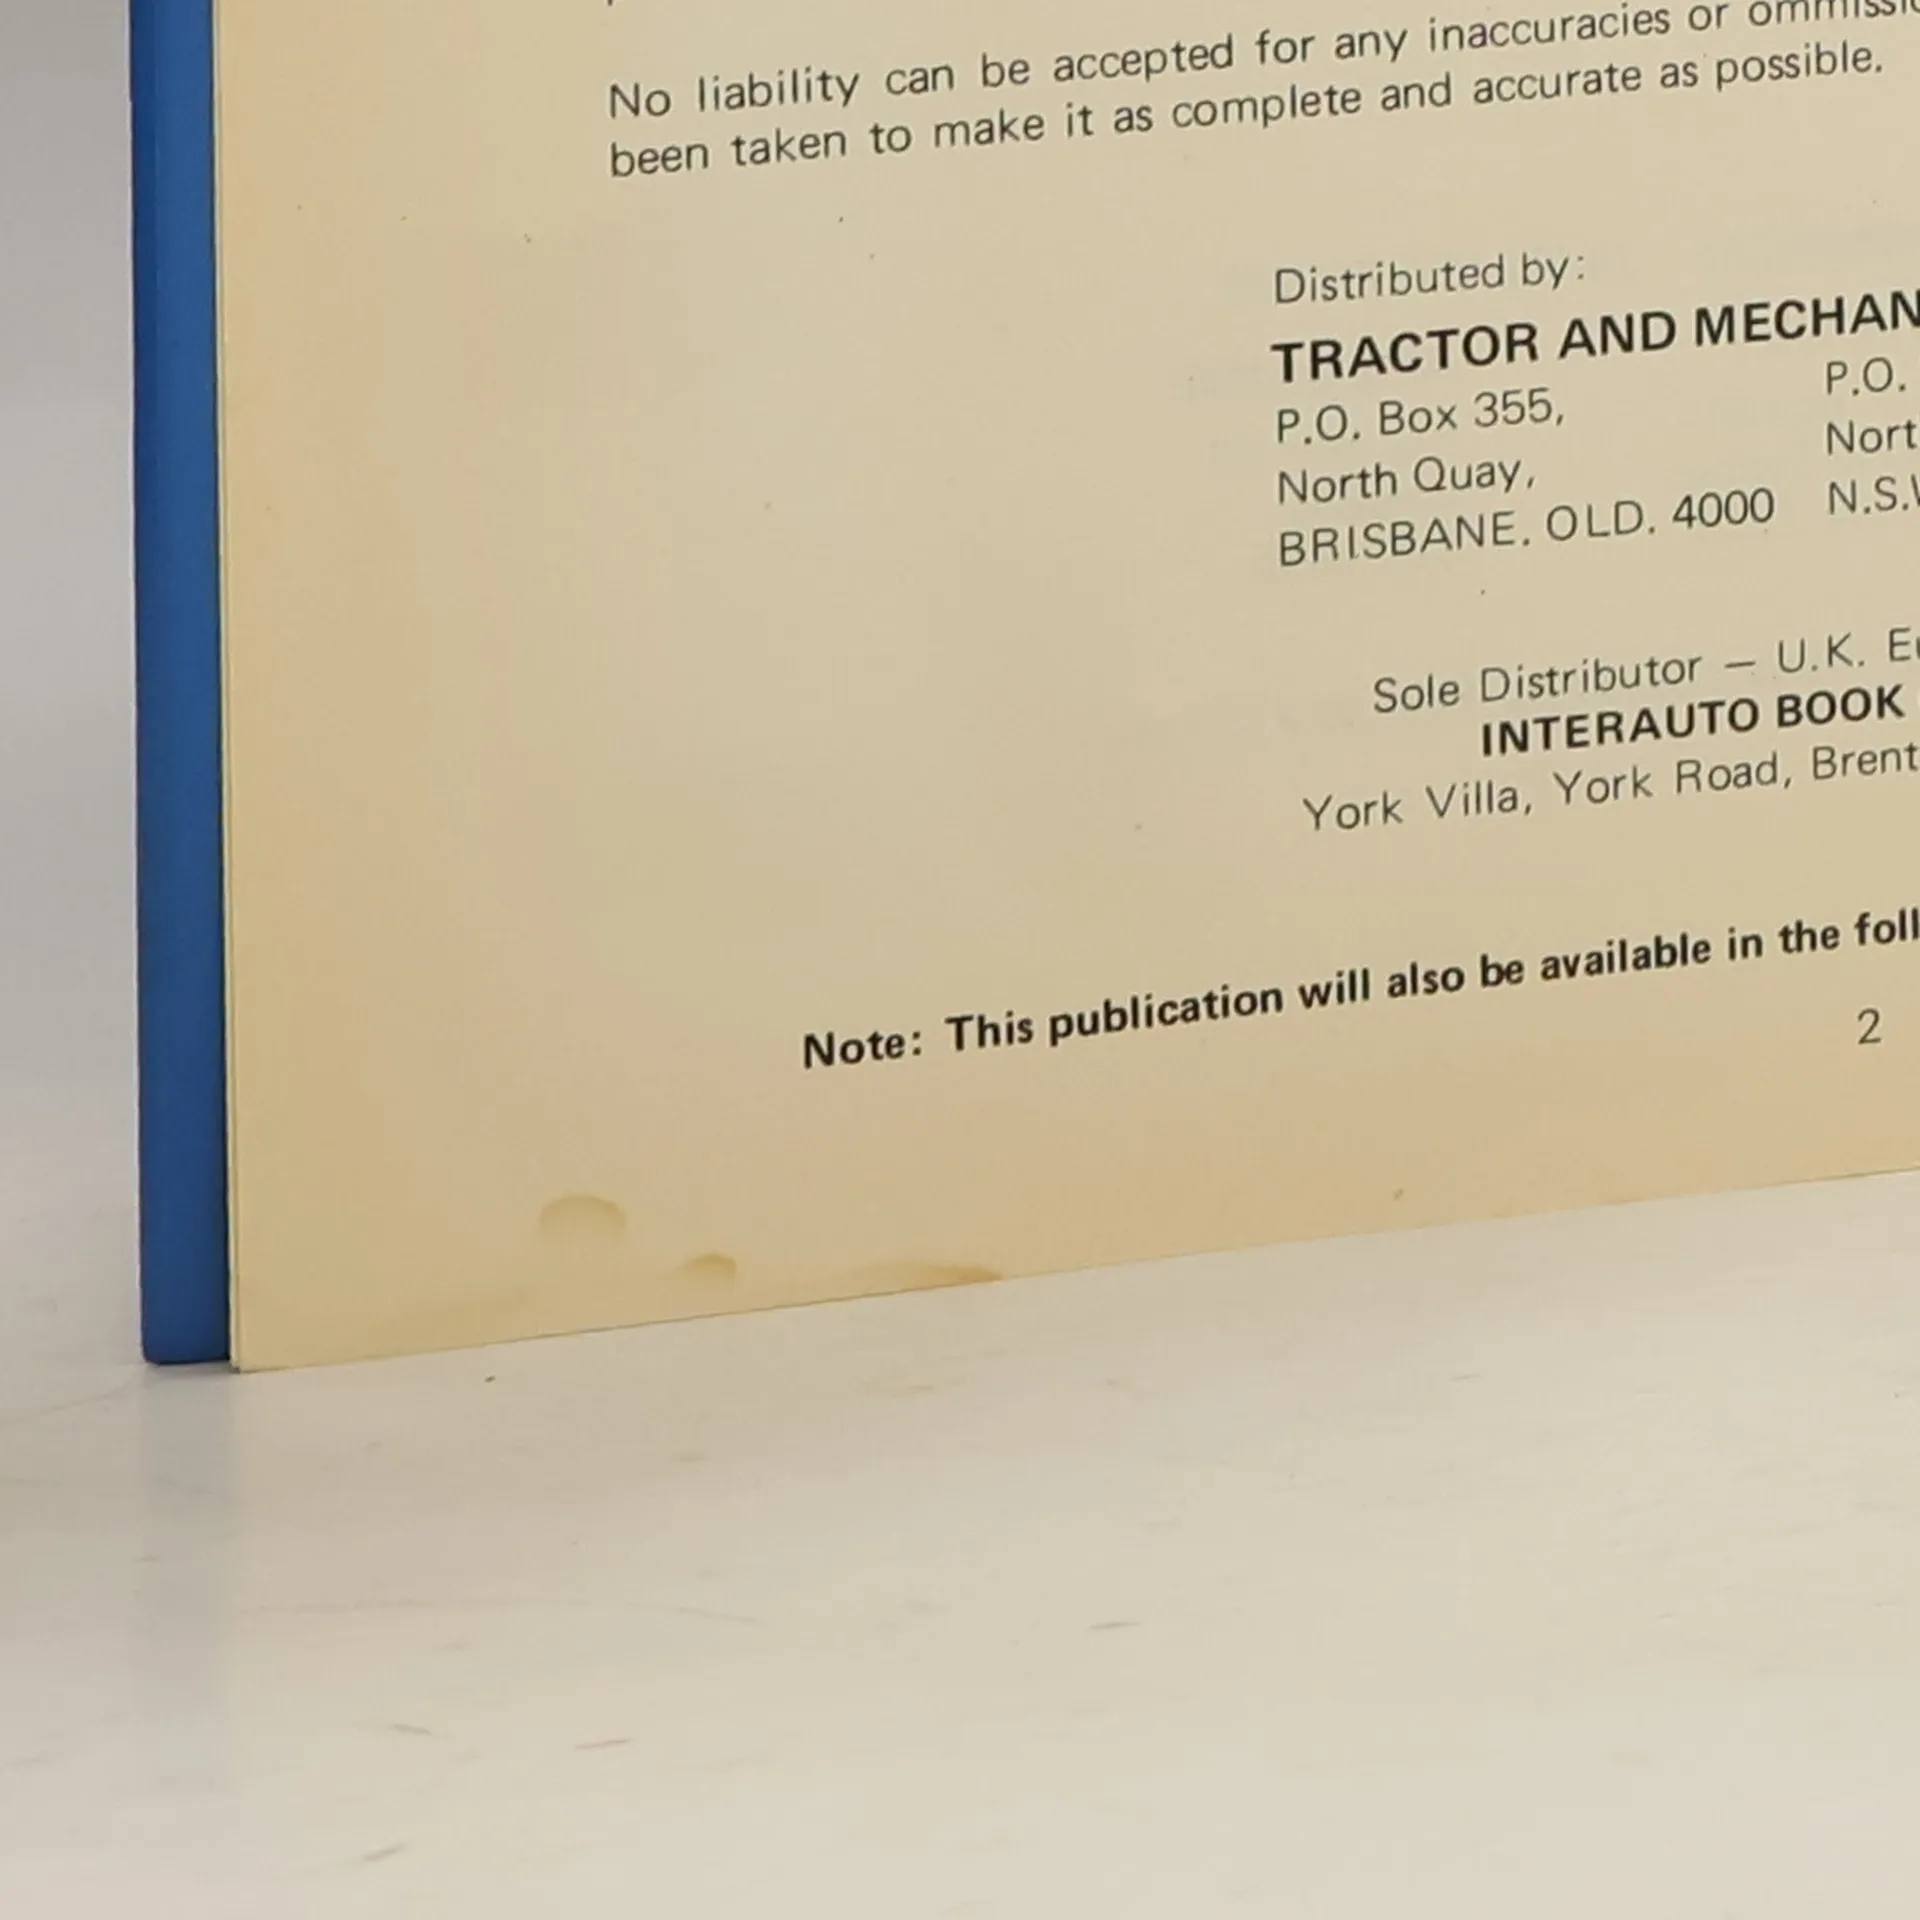 No liability can be accepted for any inaccuracies or
been taken to make it as complete and accurate as possible.
Distributed by:
TRACTOR AND
P.O. Box 355,
North Quay,
BRISBANE. OLD. 4000
P.O.
Sole Distributor — U.K.
INTERAUTO BOOK
York Villa, York Road,
Note: This publication will also be available in the
2